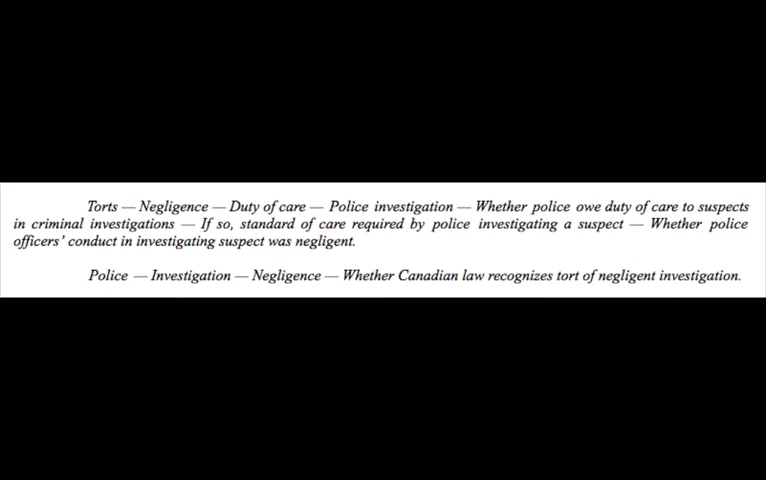 Torts — Negligence — Duty of care — Police investigation — Whether police owe duty of care to suspects
in criminal investigations — If so, standard of care required by police investigating a suspect — Whether police
officers’ conduct in investigating suspect was negligent.
Police — Investigation — Negligence — Whether Canadian law recognizes tort of negligent investigation.